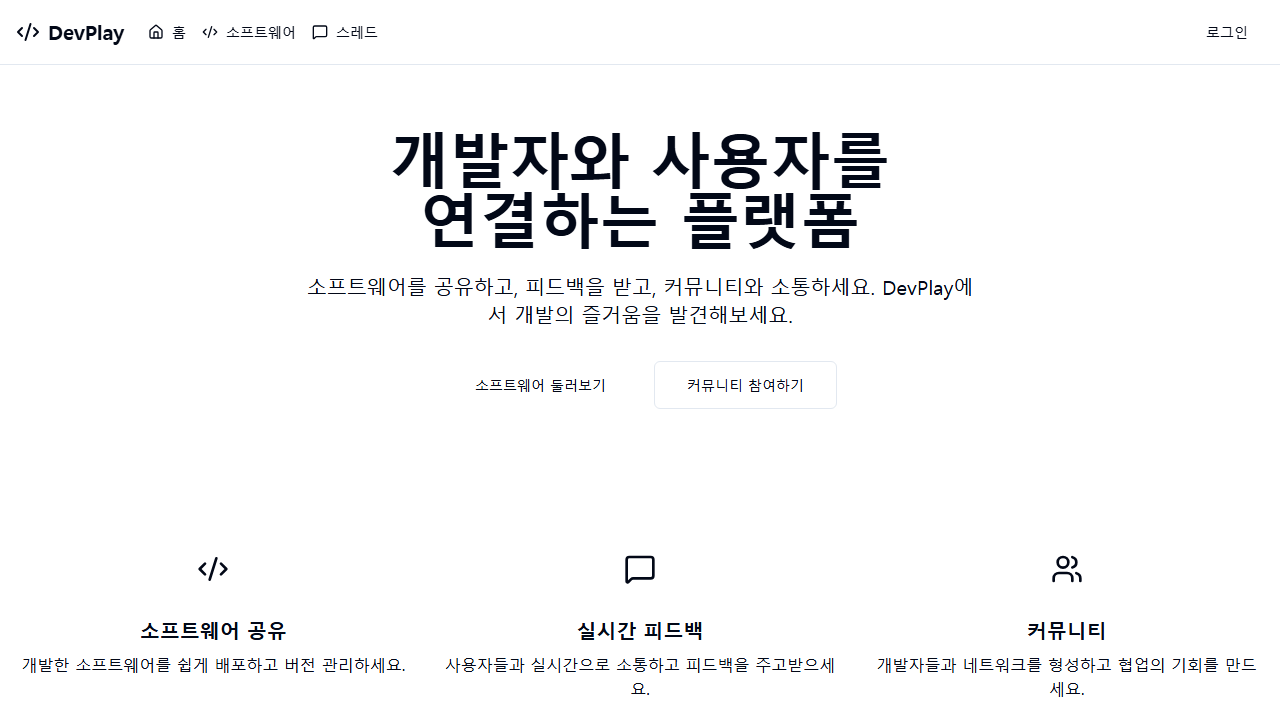 DevPlay 홈 소프트웨어 스레드 로그인
개발자와 사용자를
연결하는 플랫폼
소프트웨어를 공유하고, 피드백을 받고, 커뮤니티와 소통하세요. DevPlay에
서 개발의 즐거움을 발견해보세요.
소프트웨어 둘러보기 커뮤니티 참여하기
소프트웨어 공유
개발한 소프트웨어를 쉽게 배포하고 버전 관리하세요.
실시간 피드백
사용자들과 실시간으로 소통하고 피드백을 주고받으세
요.
커뮤니티
개발자들과 네트워크를 형성하고 협업의 기회를 만드
세요.